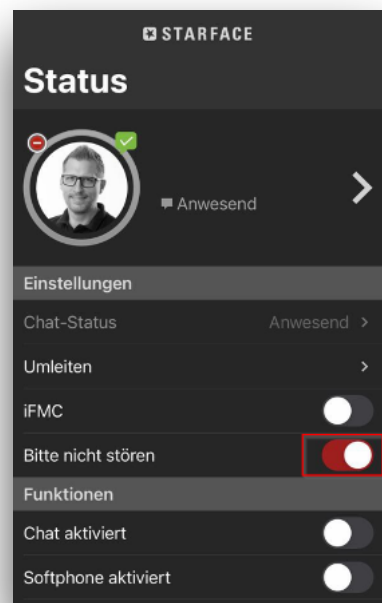 STARFACE
Status
Anwesend
Einstellungen
Chat-Status Anwesend
Umleiten
iFMC
Bitte nicht stören
Funktionen
Chat aktiviert
Softphone aktiviert